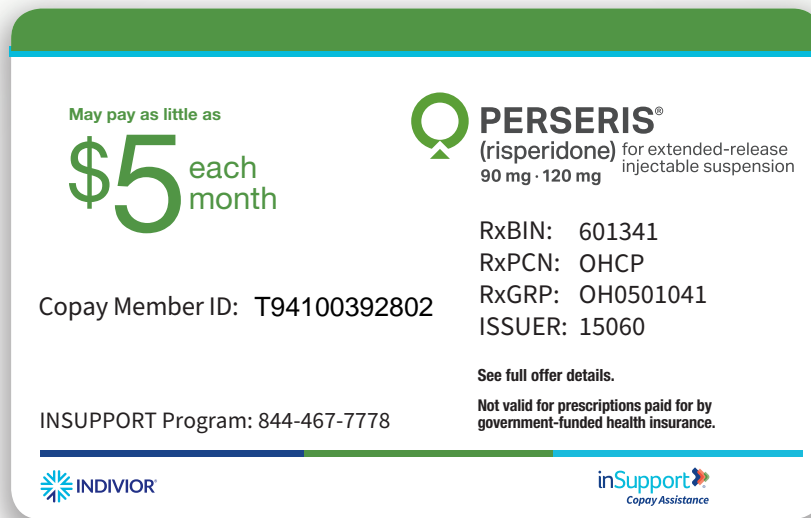 May pay as little as
$5 each
month
PERSERIS®
(risperidone) for extended-release
injectable suspension
90 mg · 120 mg
RxBIN: 601341
RxPCN: OHCP
RxGRP: OH0501041
ISSUER: 15060
Copay Member ID: T94100392802
See full offer details.
Not valid for prescriptions paid for by
government-funded health insurance.
INSUPPORT Program: 844-467-7778
INDIVIOR
inSupport
Copay Assistance